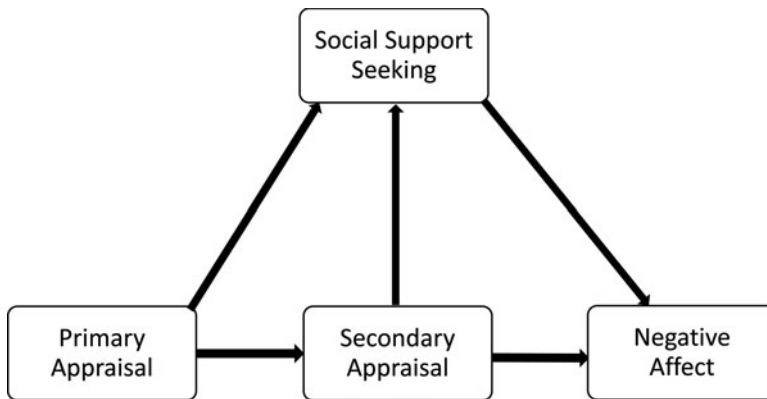 Social Support
Seeking
Primary
Appraisal
Secondary
Appraisal
Negative
Affect